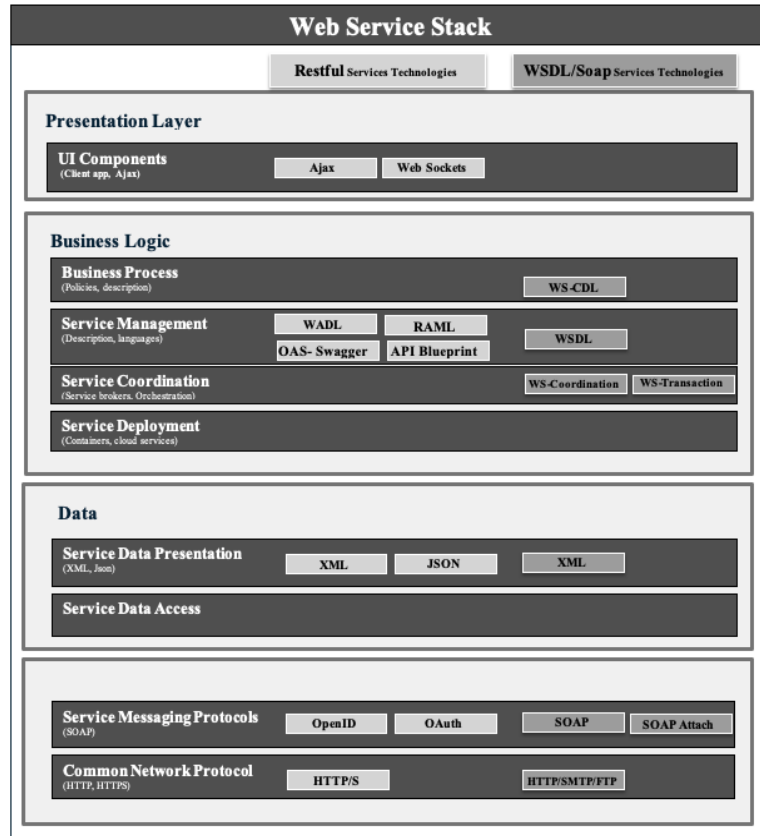 Web Service Stack
Restful Services Technologies
WSDL/Soap Services Technologies
Presentation Layer
UI Components
(Client app, Ajax)
Ajax
Web Sockets
Business Logic
Business Process
(Policies, description)
WS-CDL
Service Management
(Description, languages)
WADL
RAML
OAS- Swagger
API Blueprint
WSDL
Service Coordination
(Service brokers. Orchestration)
WS-Coordination
WS-Transaction
Service Deployment
(Containers, cloud services)
Data
Service Data Presentation
(XML, Json)
XML
JSON
XML
Service Data Access
Service Messaging Protocols
(SOAP)
OpenID
OAuth
SOAP
SOAP Attach
Common Network Protocol
(HTTP, HTTPS)
HTTP/S
HTTP/SMTP/FTP